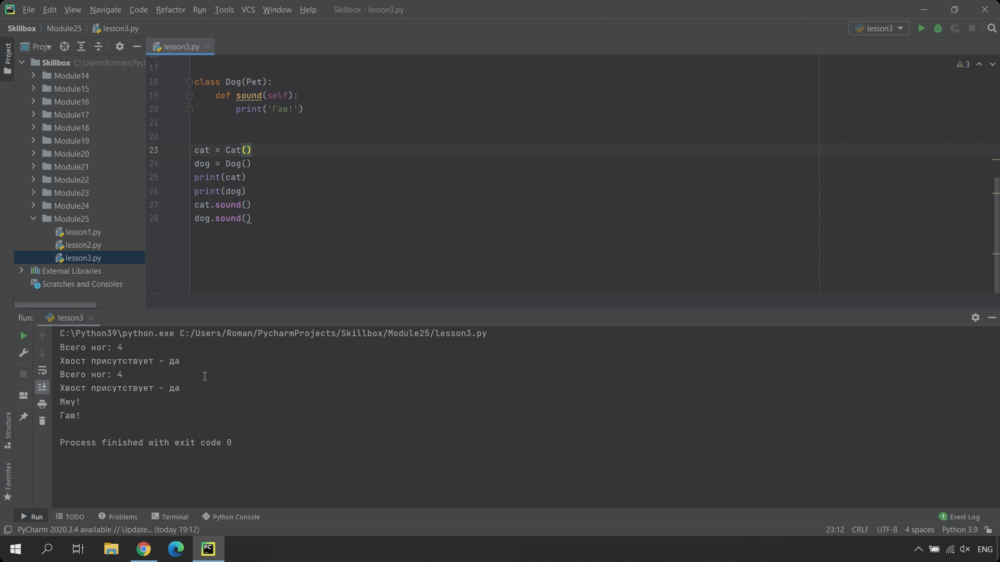 File Edit View Navigate Code Refactor Run Tools VCS Window Help Skillbox - lesson3.py
Skillbox Module25 lesson3.py lesson3
Project
Proj lesson3.py
Skillbox C:\Users\Roman\Pycl
Module14
Module15
Module16
Module17
Module18
Module19
Module20
Module21
Module22
Module23
Module24
Module25
lesson1.py
lesson2.py
lesson3.py
External Libraries
Scratches and Consoles
3
17
18 class Dog(Pet):
19 def sound(self):
20 print('Гав!')
21
22
23 cat = Cat()
24 dog = Dog()
25 print(cat)
26 print(dog)
27 cat.sound()
28 dog.sound()
Run: lesson3
C:\Python39\python.exe C:/Users/Roman/PycharmProjects/Skillbox/Module25/lesson3.py
Всего ног: 4
Хвост присутствует - да
Всего ног: 4
Хвост присутствует - да
Мяу!
Гав!
Process finished with exit code 0
Structure
Favorites
Run TODO Problems Terminal Python Console 1 Event Log
PyCharm 2020.3.4 available // Update... (today 19:12) 23:12 CRLF UTF-8 4 spaces Python 3.9
PC ENG